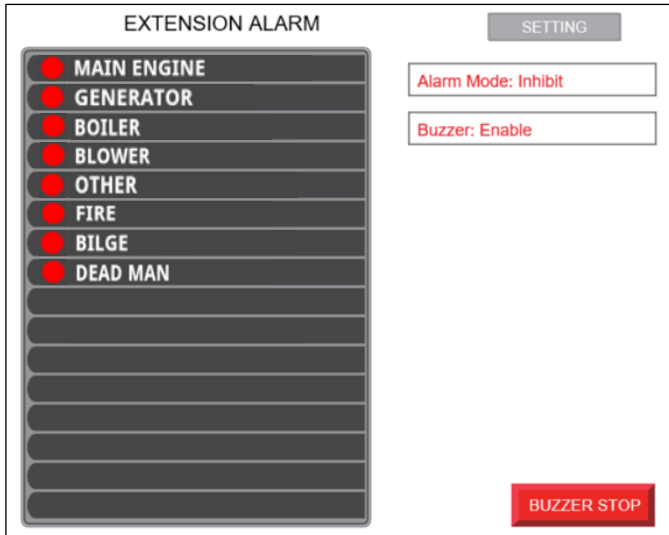 EXTENSION ALARM
SETTING
MAIN ENGINE
GENERATOR
BOILER
BLOWER
OTHER
FIRE
BILGE
DEAD MAN
Alarm Mode: Inhibit
Buzzer: Enable
BUZZER STOP